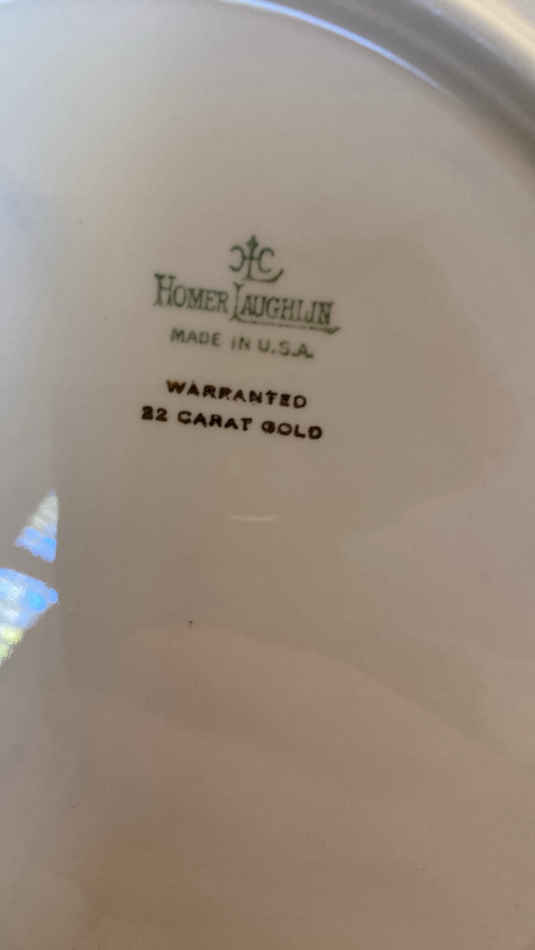 HLC
HOMER LAUGHLIN
MADE IN U.S.A.
WARRANTED
22 CARAT GOLD